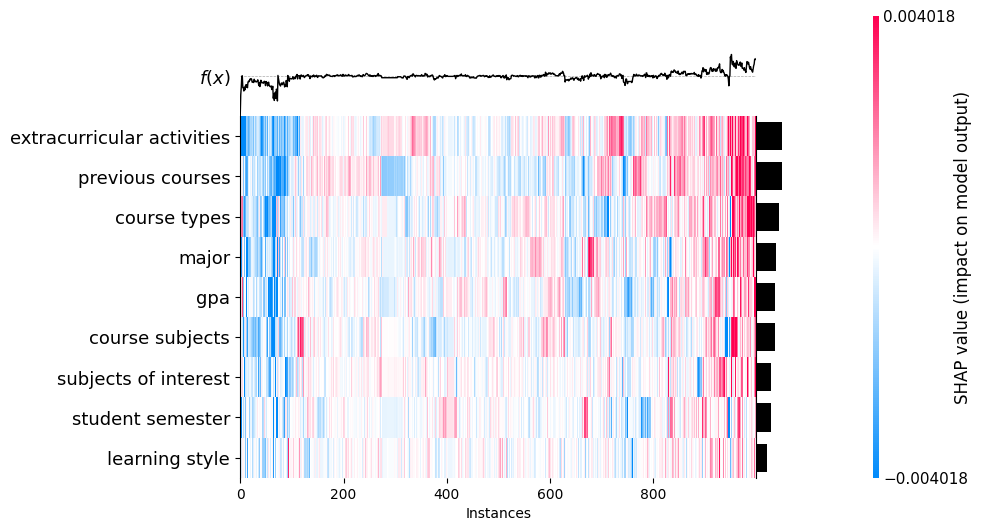 0.004018
f(x)
extracurricular activities
previous courses
course types
major
gpa
course subjects
subjects of interest
student semester
learning style
SHAP value (impact on model output)
−0.004018
0 200 400 600 800
Instances